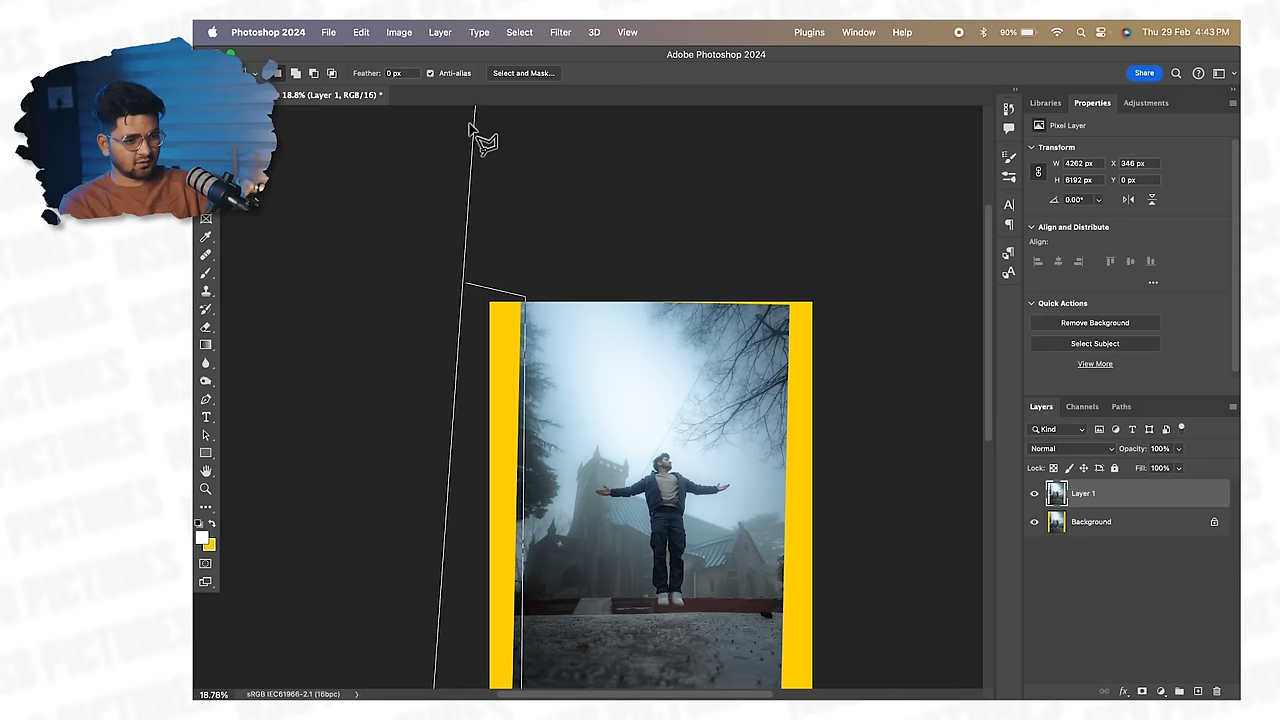 Photoshop 2024 File Edit Image Layer Type Select Filter 3D View Plugins Window Help 90% Thu 29 Feb 4:43 PM
Adobe Photoshop 2024
Feather: 0 px Anti-alias Select and Mask... Share
18.8% (Layer 1, RGB/16) *
Libraries Properties Adjustments
Pixel Layer
Transform
W 4262 px X 346 px
H 6192 px Y 0 px
0.00°
Align and Distribute
Align:
Quick Actions
Remove Background
Select Subject
View More
Layers Channels Paths
Kind
Normal Opacity: 100%
Lock: Fill: 100%
Layer 1
Background
18.78% sRGB IEC61966-2.1 (16bpc)